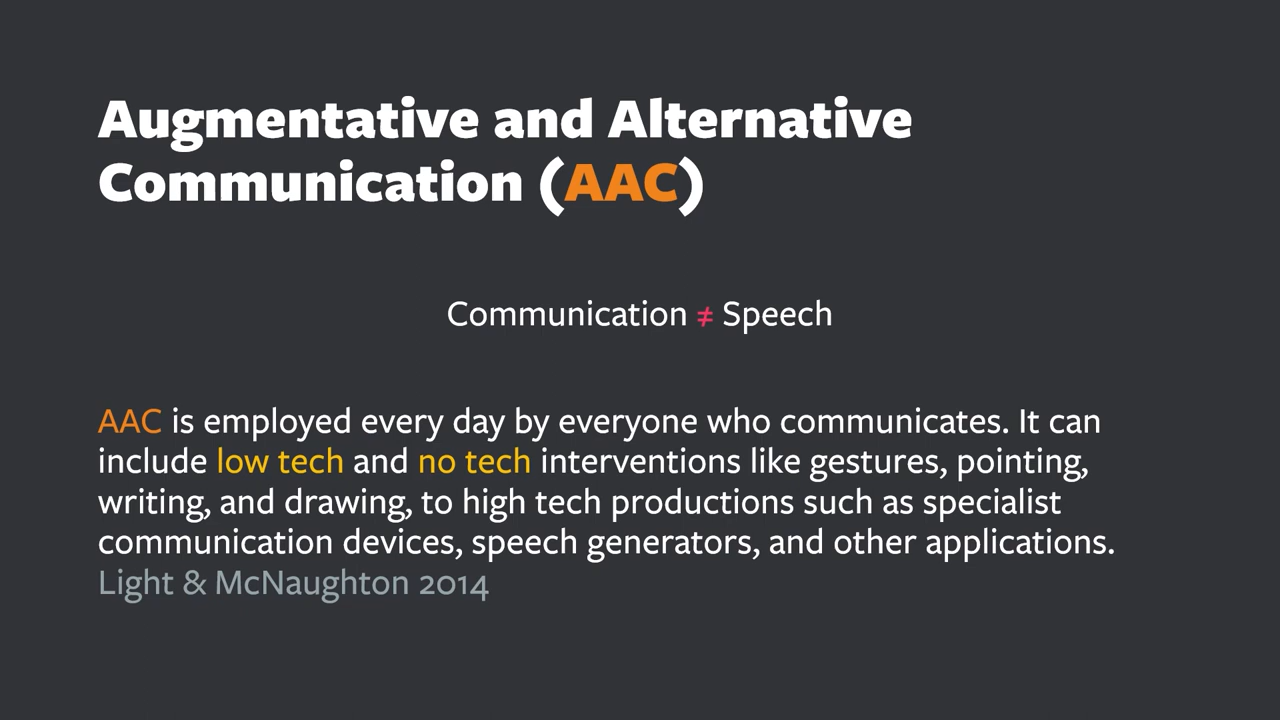 Augmentative and Alternative
Communication (AAC)
Communication ≠ Speech
AAC is employed every day by everyone who communicates. It can
include low tech and no tech interventions like gestures, pointing,
writing, and drawing, to high tech productions such as specialist
communication devices, speech generators, and other applications.
Light & McNaughton 2014